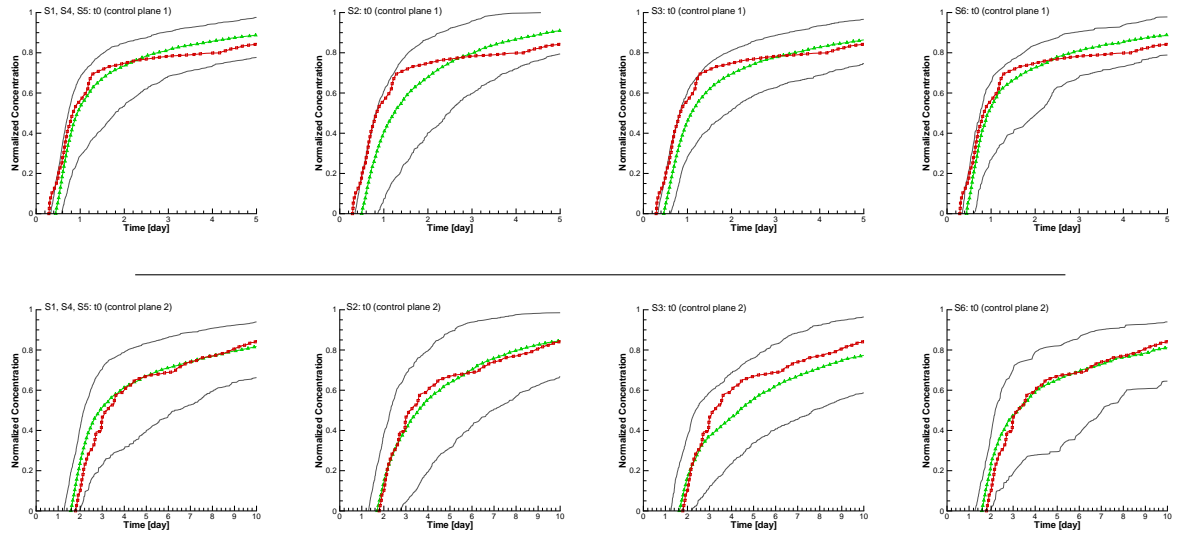 S1, S4, S5: t0 (control plane 1)
Normalized Concentration
1
0.8
0.6
0.4
0.2
0
0 1 2 3 4 5
Time [day]
S2: t0 (control plane 1)
Normalized Concentration
1
0.8
0.6
0.4
0.2
0
0 1 2 3 4 5
Time [day]
S3: t0 (control plane 1)
Normalized Concentration
1
0.8
0.6
0.4
0.2
0
0 1 2 3 4 5
Time [day]
S6: t0 (control plane 1)
Normalized Concentration
1
0.8
0.6
0.4
0.2
0
0 1 2 3 4 5
Time [day]
S1, S4, S5: t0 (control plane 2)
Normalized Concentration
1
0.8
0.6
0.4
0.2
0
0 1 2 3 4 5 6 7 8 9 10
Time [day]
S2: t0 (control plane 2)
Normalized Concentration
1
0.8
0.6
0.4
0.2
0
0 1 2 3 4 5 6 7 8 9 10
Time [day]
S3: t0 (control plane 2)
Normalized Concentration
1
0.8
0.6
0.4
0.2
0
0 1 2 3 4 5 6 7 8 9 10
Time [day]
S6: t0 (control plane 2)
Normalized Concentration
1
0.8
0.6
0.4
0.2
0
0 1 2 3 4 5 6 7 8 9 10
Time [day]